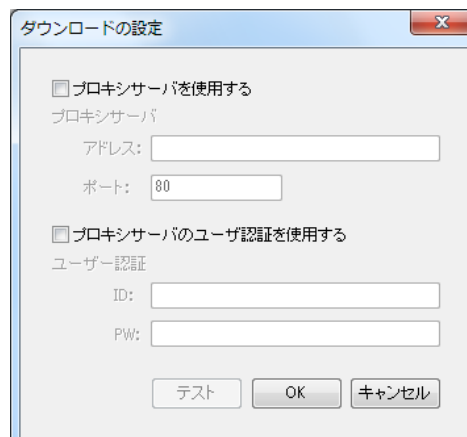 ダウンロードの設定
プロキシサーバを使用する
プロキシサーバ
アドレス:
ポート: 80
プロキシサーバのユーザ認証を使用する
ユーザー認証
ID:
PW:
テスト OK キャンセル